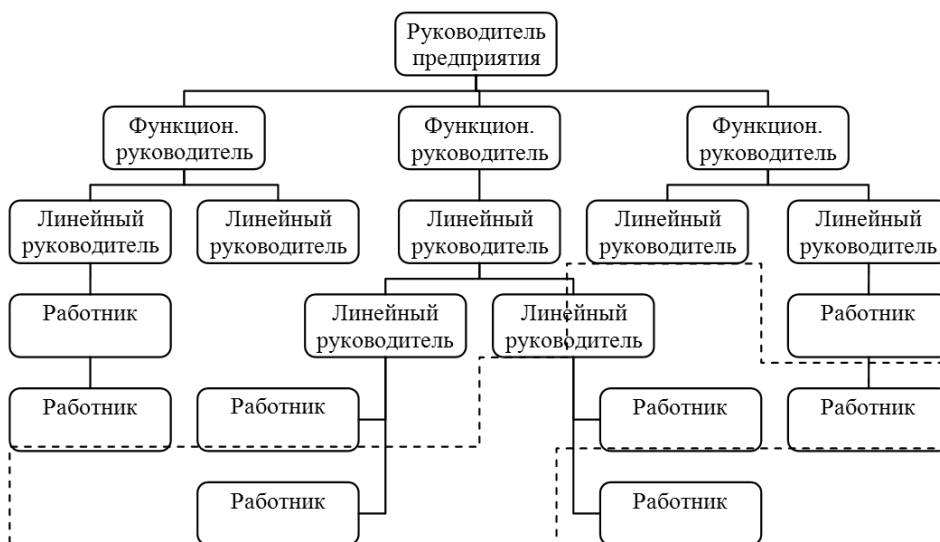 Руководитель
предприятия
Функцион.
руководитель
Функцион.
руководитель
Функцион.
руководитель
Линейный
руководитель
Линейный
руководитель
Линейный
руководитель
Линейный
руководитель
Линейный
руководитель
Работник
Линейный
руководитель
Линейный
руководитель
Работник
Работник
Работник
Работник
Работник
Работник
Работник